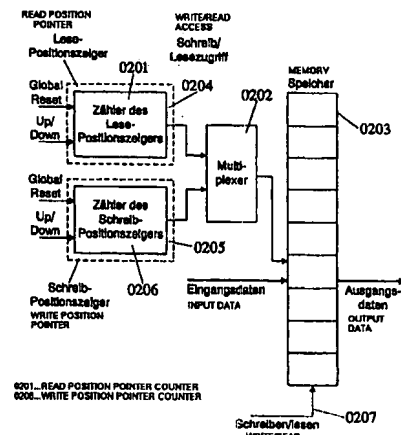 READ POSITION
POINTER
Lese-
Positionszeiger
WRITE/READ
ACCESS
Schreib/
Lesezugriff
0201
0204
0202
MEMORY
Speicher
0203
Global
Reset
Up/
Down
Zähler des
Lese-
Positionszeigers
Multi-
plexer
Global
Reset
Up/
Down
Zähler des
Schreib-
Positionszeigers
0205
0206
Schreib-
Positionszeiger
WRITE POSITION
POINTER
Eingangsdaten
INPUT DATA
Ausgangs-
daten
OUTPUT
DATA
0201...READ POSITION POINTER COUNTER
0206...WRITE POSITION POINTER COUNTER
0207
Schreiben/lesen